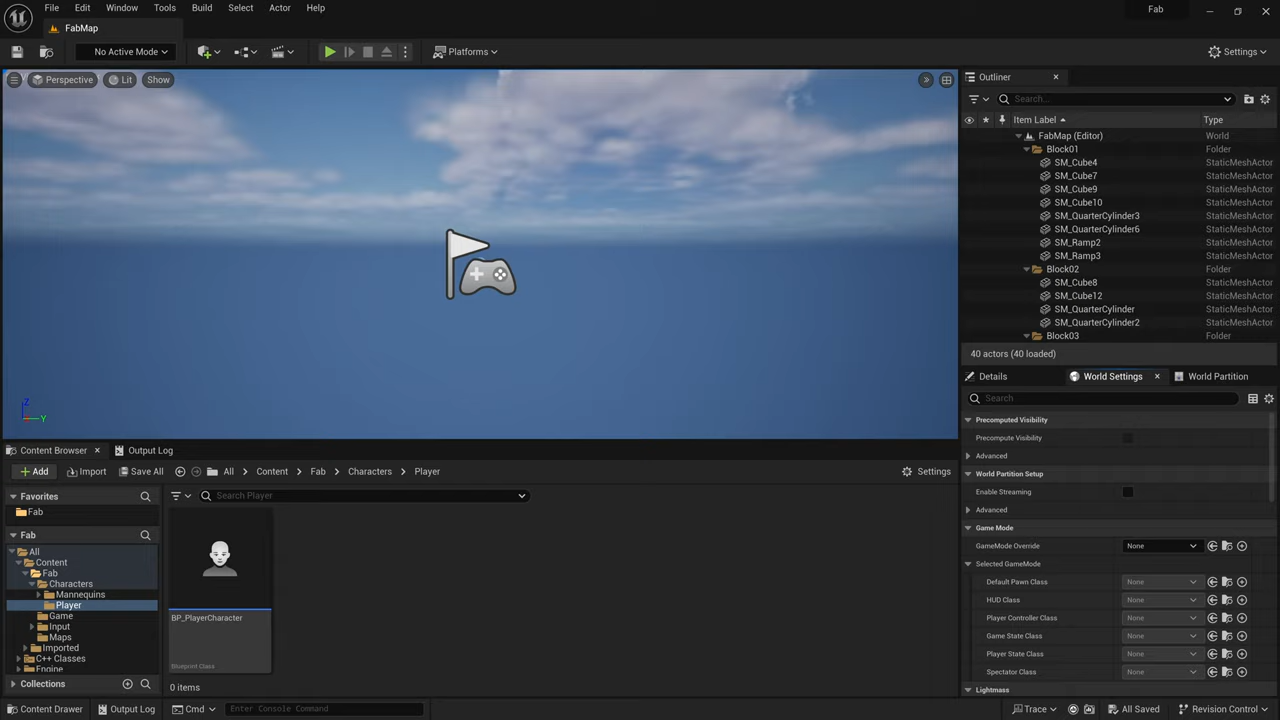 File Edit Window Tools Build Select Actor Help
Fab
FabMap
No Active Mode
Platforms
Settings
Perspective Lit Show
Outliner
Search...
Item Label Type
FabMap (Editor) World
Block01 Folder
SM_Cube4 StaticMeshActor
SM_Cube7 StaticMeshActor
SM_Cube9 StaticMeshActor
SM_Cube10 StaticMeshActor
SM_QuarterCylinder3 StaticMeshActor
SM_QuarterCylinder6 StaticMeshActor
SM_Ramp2 StaticMeshActor
SM_Ramp3 StaticMeshActor
Block02 Folder
SM_Cube8 StaticMeshActor
SM_Cube12 StaticMeshActor
SM_QuarterCylinder StaticMeshActor
SM_QuarterCylinder2 StaticMeshActor
Block03 Folder
40 actors (40 loaded)
Z
Y
Details World Settings World Partition
Search
Precomputed Visibility
Precompute Visibility
Advanced
World Partition Setup
Enable Streaming
Advanced
Game Mode
GameMode Override None
Selected GameMode
Default Pawn Class None
HUD Class None
Player Controller Class None
Game State Class None
Player State Class None
Spectator Class None
Lightmass
Content Browser Output Log
Add Import Save All All Content Fab Characters Player Settings
Favorites
Fab
Search Player
Fab
All
Content
Fab
Characters
Mannequins
Player
Game
Input
Maps
Imported
C++ Classes
Engine
Collections
BP_PlayerCharacter
Blueprint Class
0 items
Content Drawer Output Log Cmd Enter Console Command Trace All Saved Revision Control